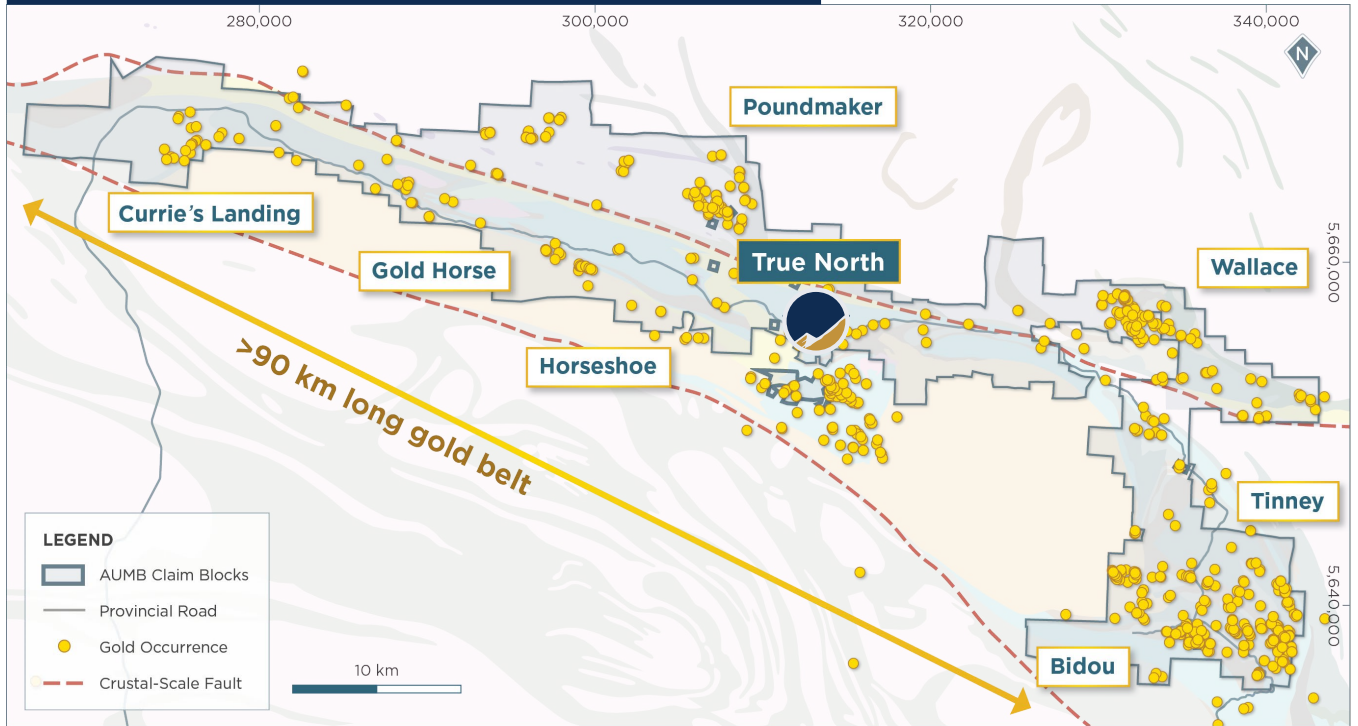 280,000
300,000
320,000
340,000
N
Poundmaker
Currie's Landing
True North
Wallace
5,660,000
Gold Horse
Horseshoe
>90 km long gold belt
Tinney
LEGEND
AUMB Claim Blocks
Provincial Road
Gold Occurrence
Crustal-Scale Fault
10 km
5,640,000
Bidou